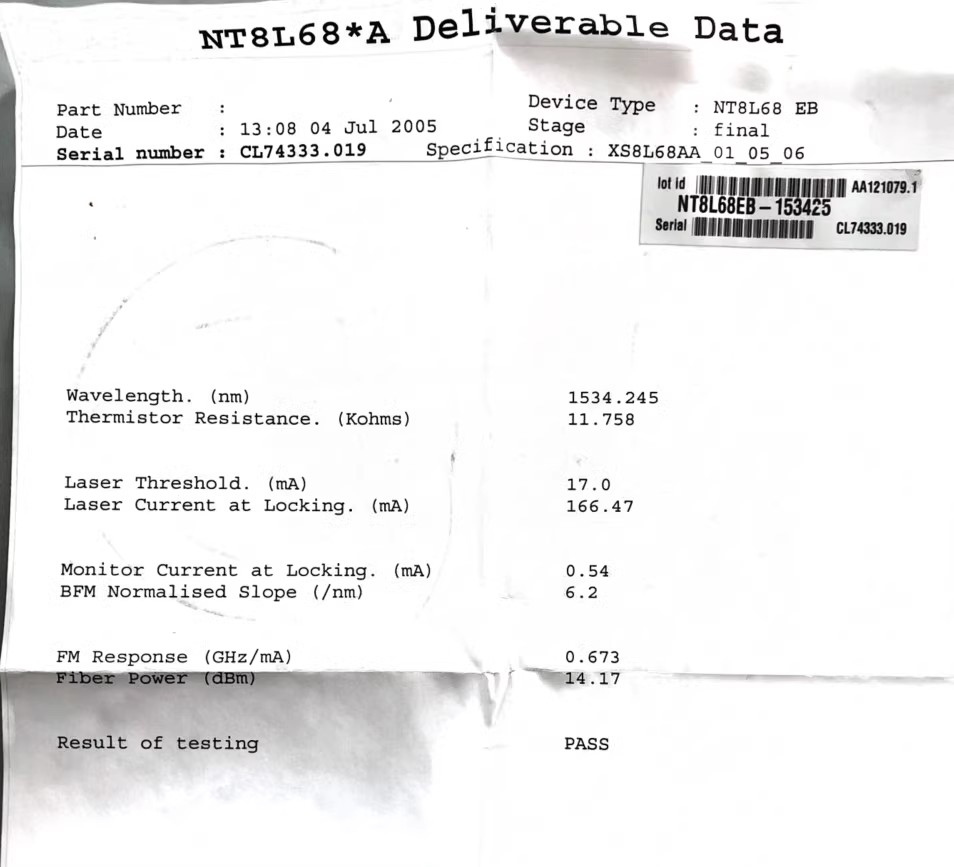 NT8L68*A Deliverable Data
Part Number :
Device Type : NT8L68 EB
Date : 13:08 04 Jul 2005
Stage : final
Serial number : CL74333.019 Specification : XS8L68AA_01_05_06
lot id AA121079.1
NT8L68EB – 153425
Serial CL74333.019
Wavelength. (nm) 1534.245
Thermistor Resistance. (Kohms) 11.758
Laser Threshold. (mA) 17.0
Laser Current at Locking. (mA) 166.47
Monitor Current at Locking. (mA) 0.54
BFM Normalised Slope (/nm) 6.2
FM Response (GHz/mA) 0.673
Fiber Power (dBm) 14.17
Result of testing PASS